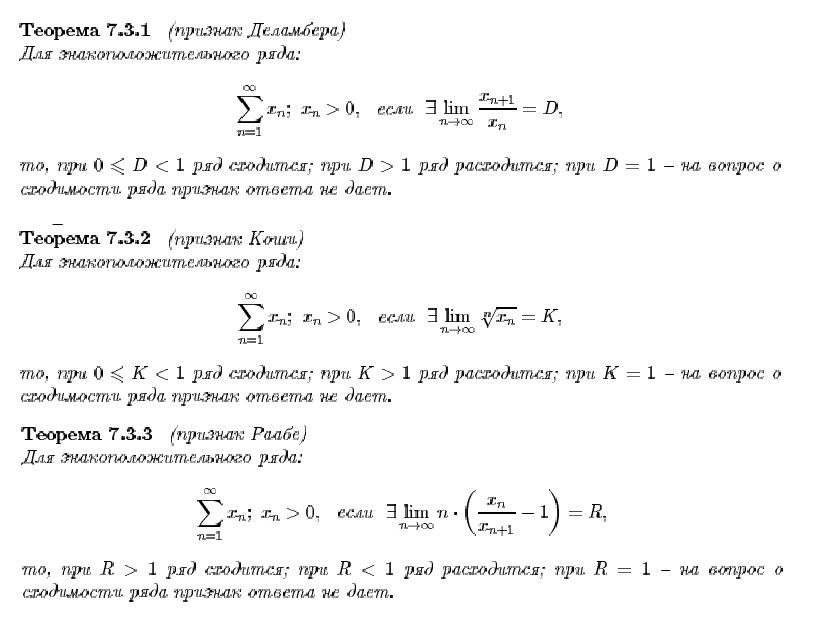 Теорема 7.3.1 (признак Деламбера)
Для знакоположительного ряда:
∑_{n=1}^{∞} x_n; x_n > 0, если ∃ lim_{n→∞} x_{n+1}/x_n = D,
то, при 0 ⩽ D < 1 ряд сходится; при D > 1 ряд расходится; при D = 1 – на вопрос о
сходимости ряда признак ответа не дает.
Теорема 7.3.2 (признак Коши)
Для знакоположительного ряда:
∑_{n=1}^{∞} x_n; x_n > 0, если ∃ lim_{n→∞} ⁿ√x_n = K,
то, при 0 ⩽ K < 1 ряд сходится; при K > 1 ряд расходится; при K = 1 – на вопрос о
сходимости ряда признак ответа не дает.
Теорема 7.3.3 (признак Раабе)
Для знакоположительного ряда:
∑_{n=1}^{∞} x_n; x_n > 0, если ∃ lim_{n→∞} n · (x_n/x_{n+1} − 1) = R,
то, при R > 1 ряд сходится; при R < 1 ряд расходится; при R = 1 – на вопрос о
сходимости ряда признак ответа не дает.